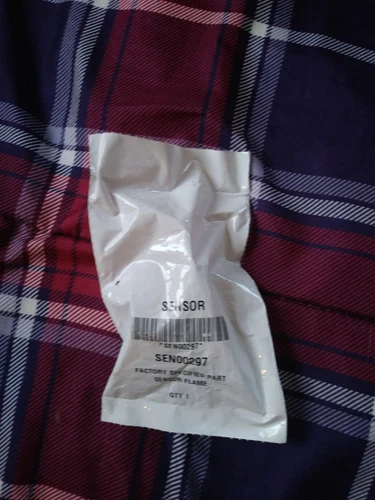 SENSOR
*SEN00297*
SEN00297
FACTORY SPECIFIED PART
SENSOR FLAME
QTY 1